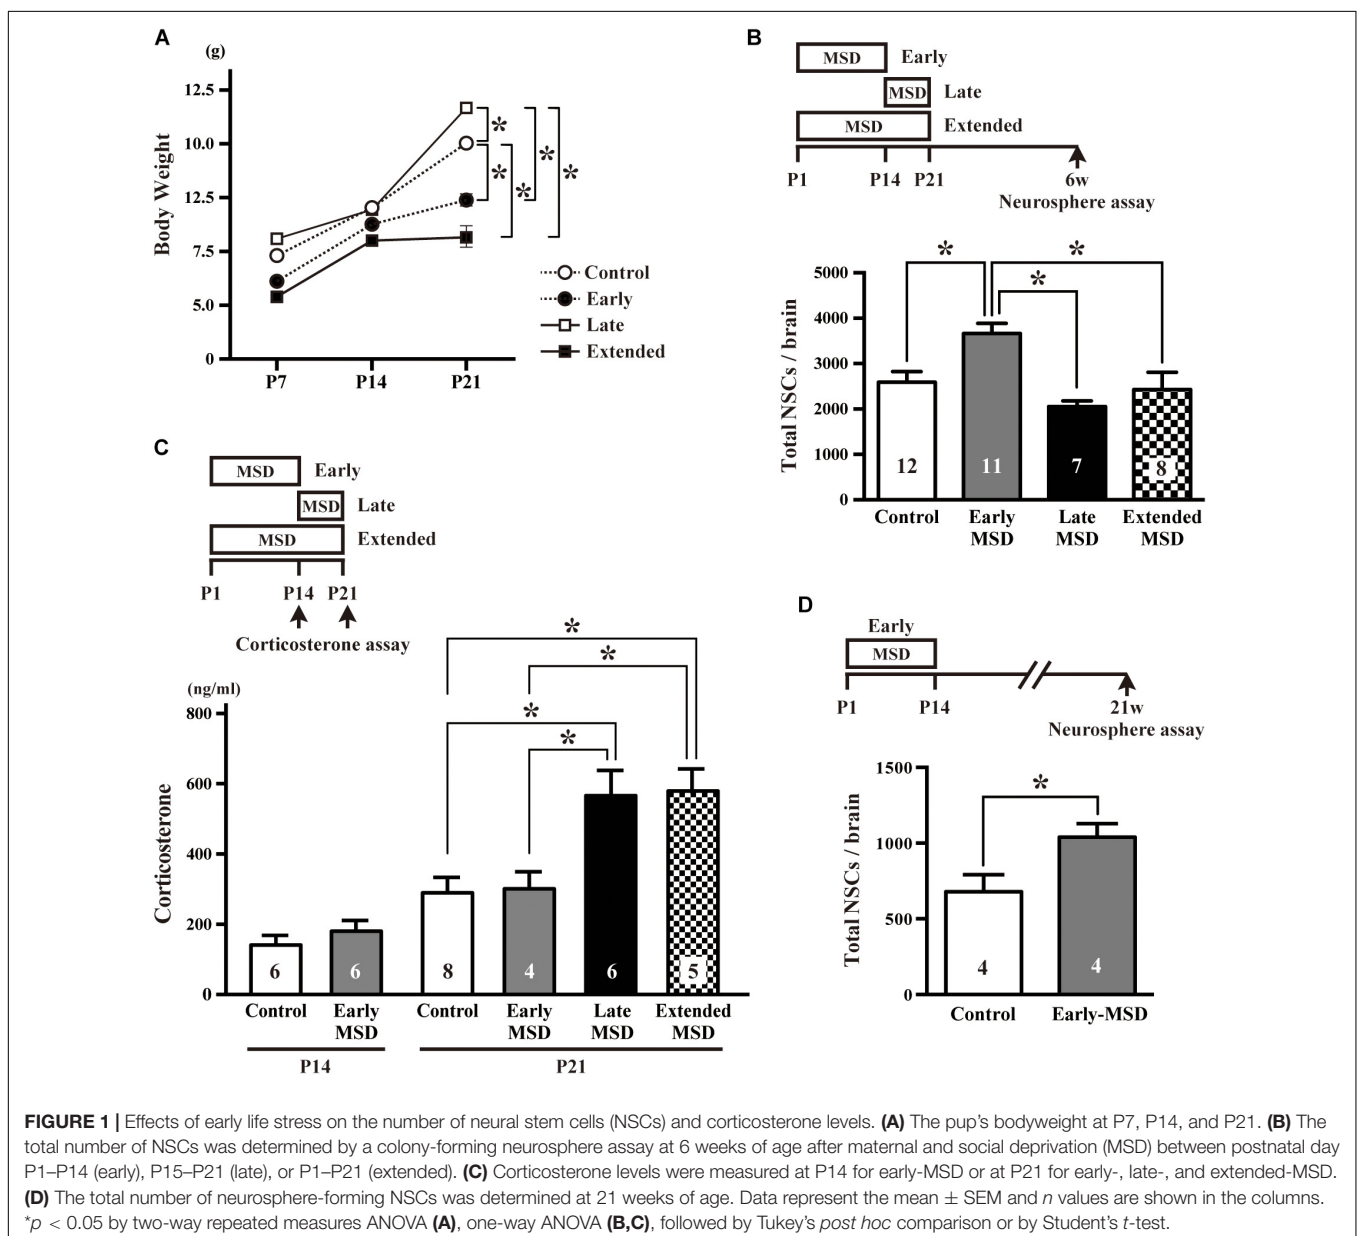 A
(g)
12.5
10.0
12.5
7.5
5.0
0
Body Weight
P7 P14 P21
* * * * *
Control
Early
Late
Extended
B
MSD Early
MSD Late
MSD Extended
P1 P14 P21 6w
Neurosphere assay
* * *
5000
4000
3000
2000
1000
0
Total NSCs / brain
12 11 7 8
Control Early MSD Late MSD Extended MSD
C
MSD Early
MSD Late
MSD Extended
P1 P14 P21
Corticosterone assay
(ng/ml)
* * * *
800
600
400
200
0
Corticosterone
6 6 8 4 6 5
Control Early MSD Control Early MSD Late MSD Extended MSD
P14 P21
D
Early
MSD
P1 P14 21w
Neurosphere assay
*
1500
1000
500
0
Total NSCs / brain
4 4
Control Early-MSD
FIGURE 1 | Effects of early life stress on the number of neural stem cells (NSCs) and corticosterone levels. (A) The pup's bodyweight at P7, P14, and P21. (B) The
total number of NSCs was determined by a colony-forming neurosphere assay at 6 weeks of age after maternal and social deprivation (MSD) between postnatal day
P1–P14 (early), P15–P21 (late), or P1–P21 (extended). (C) Corticosterone levels were measured at P14 for early-MSD or at P21 for early-, late-, and extended-MSD.
(D) The total number of neurosphere-forming NSCs was determined at 21 weeks of age. Data represent the mean ± SEM and n values are shown in the columns.
*p < 0.05 by two-way repeated measures ANOVA (A), one-way ANOVA (B,C), followed by Tukey's post hoc comparison or by Student's t-test.